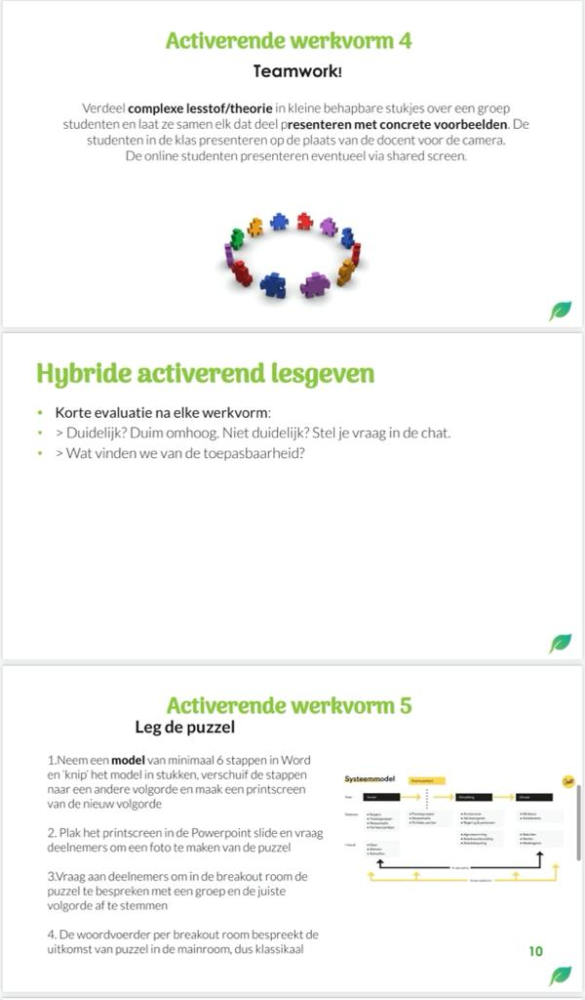 Activerende werkvorm 4
Teamwork!
Verdeel complexe lesstof/theorie in kleine behapbare stukjes over een groep
studenten en laat ze samen elk dat deel presenteren met concrete voorbeelden. De
studenten in de klas presenteren op de plaats van de docent voor de camera.
De online studenten presenteren eventueel via shared screen.
Hybride activerend lesgeven
• Korte evaluatie na elke werkvorm:
• > Duidelijk? Duim omhoog. Niet duidelijk? Stel je vraag in de chat.
• > Wat vinden we van de toepasbaarheid?
Activerende werkvorm 5
Leg de puzzel
1.Neem een model van minimaal 6 stappen in Word
en 'knip' het model in stukken, verschuif de stappen
naar een andere volgorde en maak een printscreen
van de nieuw volgorde
2. Plak het printscreen in de Powerpoint slide en vraag
deelnemers om een foto te maken van de puzzel
3.Vraag aan deelnemers om in de breakout room de
puzzel te bespreken met een groep en de juiste
volgorde af te stemmen
4. De woordvoerder per breakout room bespreekt de
uitkomst van puzzel in de mainroom, dus klassikaal
Systeemmodel
10